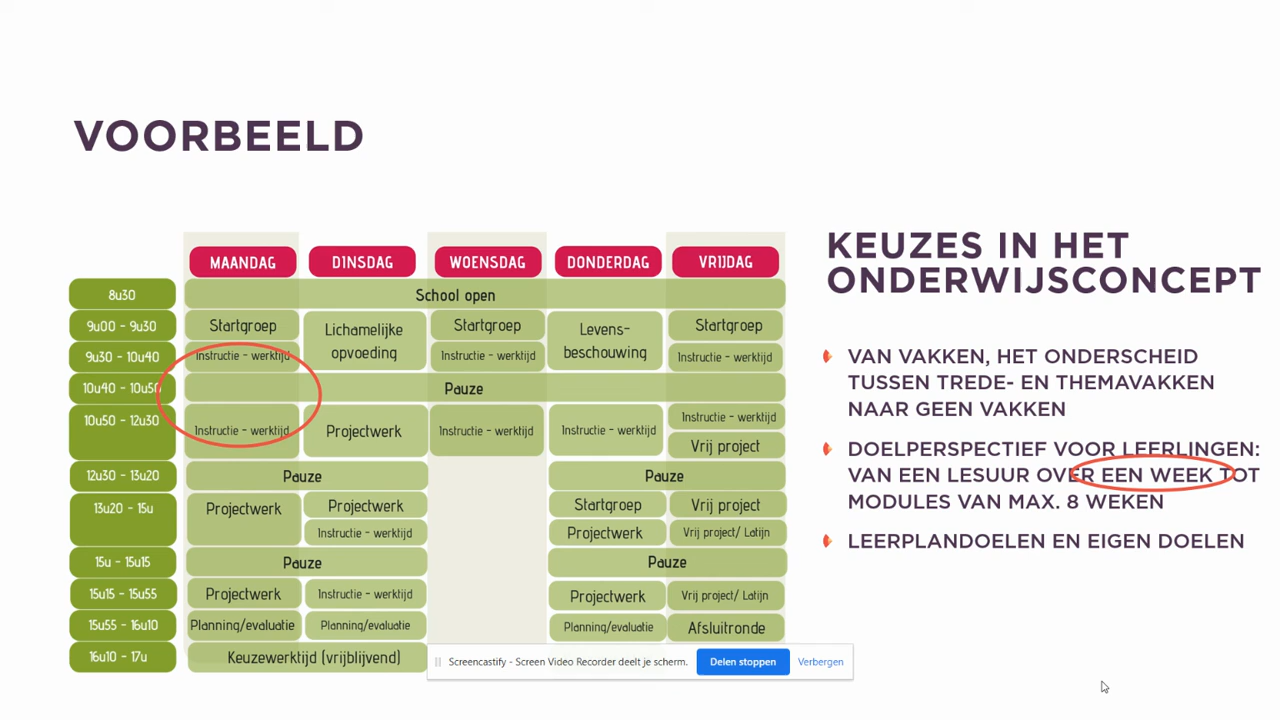 VOORBEELD
KEUZES IN HET
ONDERWIJSCONCEPT
MAANDAG DINSDAG WOENSDAG DONDERDAG VRIJDAG
8u30 School open
9u00 - 9u30 Startgroep Lichamelijke opvoeding Startgroep Levens-beschouwing Startgroep
9u30 - 10u40 Instructie - werktijd Instructie - werktijd Instructie - werktijd
10u40 - 10u50 Pauze
10u50 - 12u30 Instructie - werktijd Projectwerk Instructie - werktijd Instructie - werktijd Instructie - werktijd
Vrij project
12u30 - 13u20 Pauze Pauze
13u20 - 15u Projectwerk Projectwerk Startgroep Vrij project
Instructie - werktijd Projectwerk Vrij project/ Latijn
15u - 15u15 Pauze Pauze
15u15 - 15u55 Projectwerk Instructie - werktijd Projectwerk Vrij project/ Latijn
15u55 - 16u10 Planning/evaluatie Planning/evaluatie Planning/evaluatie Afsluitronde
16u10 - 17u Keuzewerktijd (vrijblijvend)
VAN VAKKEN, HET ONDERSCHEID
TUSSEN TREDE- EN THEMAVAKKEN
NAAR GEEN VAKKEN
DOELPERSPECTIEF VOOR LEERLINGEN:
VAN EEN LESUUR OVER EEN WEEK TOT
MODULES VAN MAX. 8 WEKEN
LEERPLANDOELEN EN EIGEN DOELEN
Screencastify - Screen Video Recorder deelt je scherm. Delen stoppen Verbergen